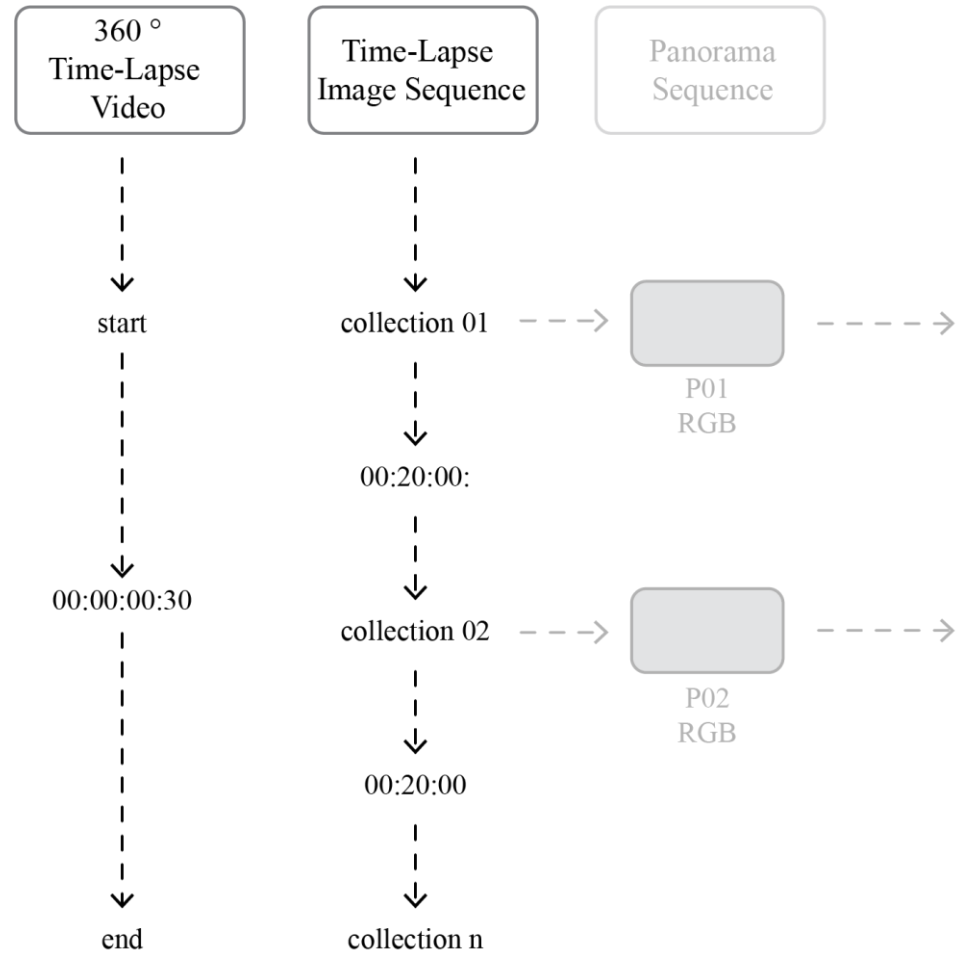 360 °
Time-Lapse
Video
Time-Lapse
Image Sequence
Panorama
Sequence
start
collection 01
P01
RGB
00:20:00:
00:00:00:30
collection 02
P02
RGB
00:20:00
end
collection n